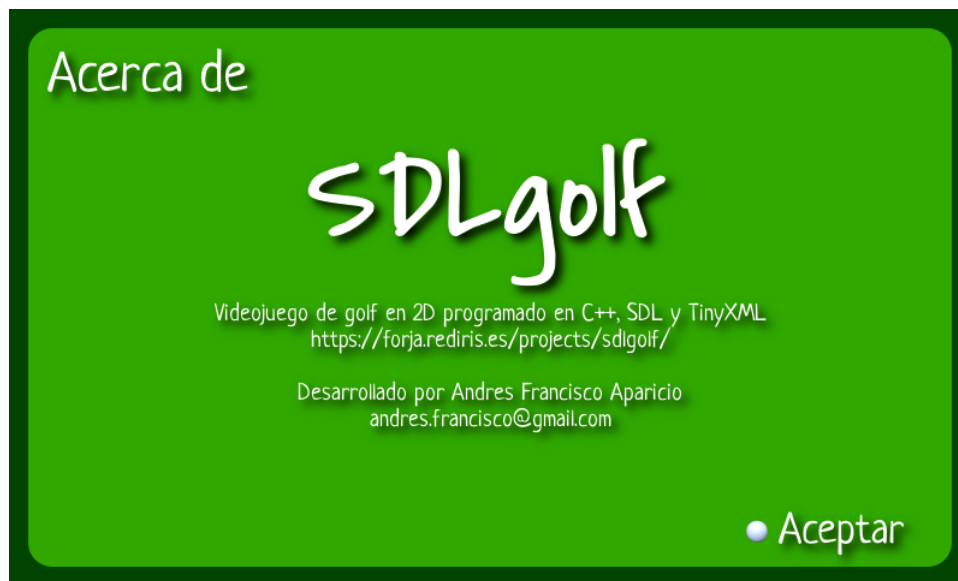 Acerca de
SDLgolf
Videojuego de golf en 2D programado en C++, SDL y TinyXML
https://forja.rediris.es/projects/sdlgolf/
Desarrollado por Andres Francisco Aparicio
andres.francisco@gmail.com
Aceptar